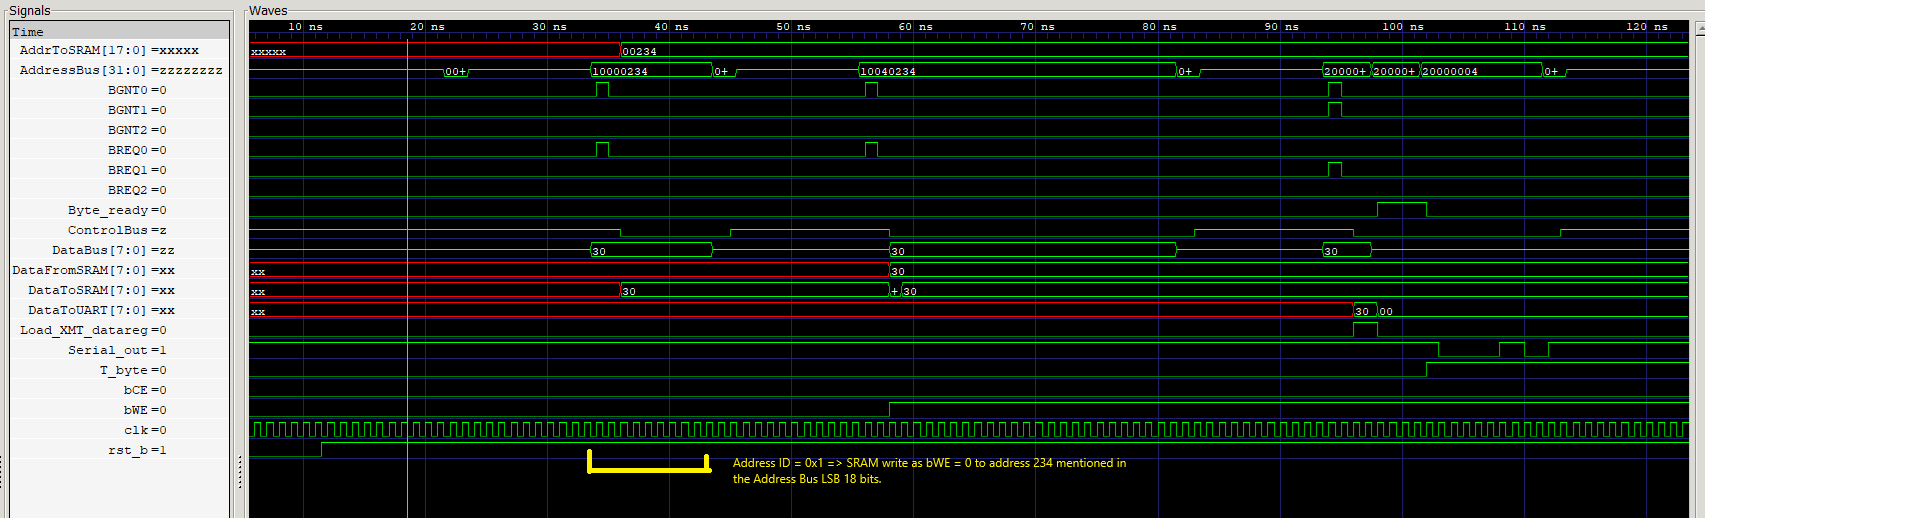 Signals
Waves
Time
10 ns 20 ns 30 ns 40 ns 50 ns 60 ns 70 ns 80 ns 90 ns 100 ns 110 ns 120 ns
AddrToSRAM[17:0]=xxxxx xxxxx 00234
AddressBus[31:0]=zzzzzzzz 00+ 10000234 0+ 10040234 0+ 20000+ 20000+ 20000004 0+
BGNT0=0
BGNT1=0
BGNT2=0
BREQ0=0
BREQ1=0
BREQ2=0
Byte_ready=0
ControlBus=z
DataBus[7:0]=zz 30 30 30
DataFromSRAM[7:0]=xx xx 30
DataToSRAM[7:0]=xx xx 30 + 30
DataToUART[7:0]=xx xx 30 00
Load_XMT_datareg=0
Serial_out=1
T_byte=0
bCE=0
bWE=0
clk=0
rst_b=1
Address ID = 0x1 => SRAM write as bWE = 0 to address 234 mentioned in
the Address Bus LSB 18 bits.